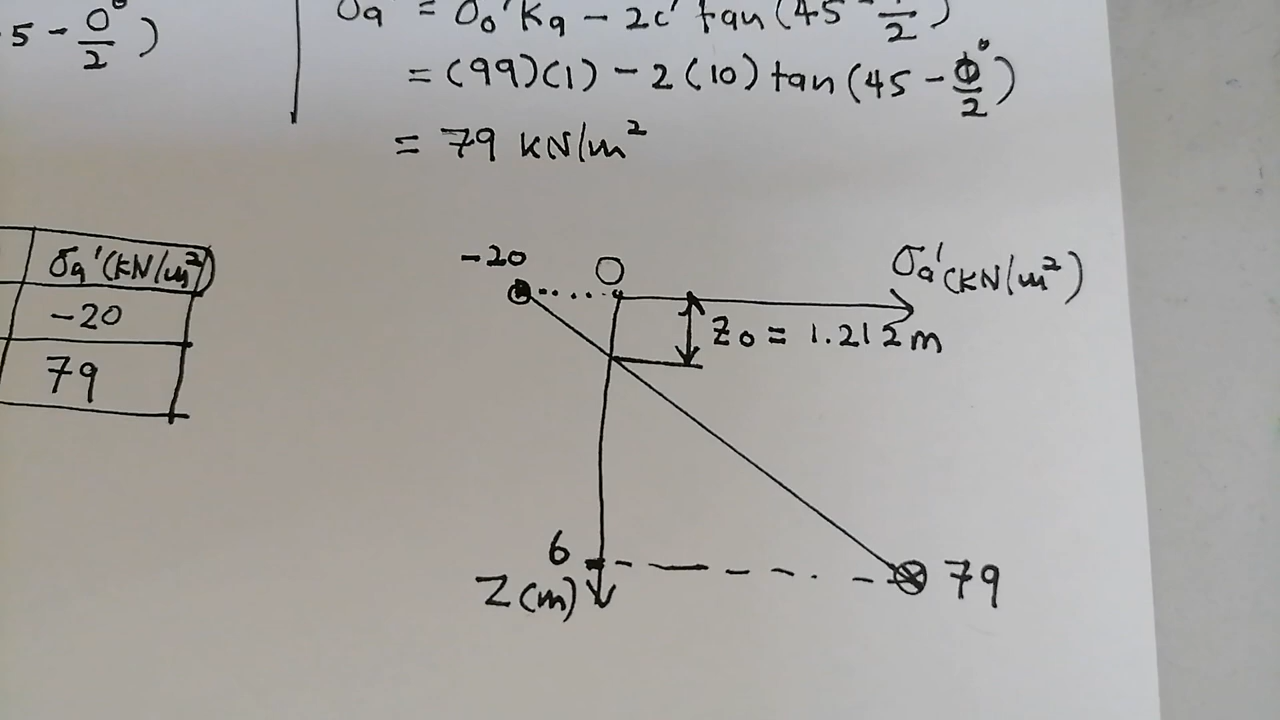 5 - 0°/2 )
σa' = σo' Ka - 2c' tan (45 - /2 )
= (99)(1) - 2(10) tan (45 - ϕ°/2 )
= 79 kN/m²
σa' (kN/m²)
-20
79
-20 0 σa' (kN/m²)
Zo = 1.212 m
6
Z (m)
79